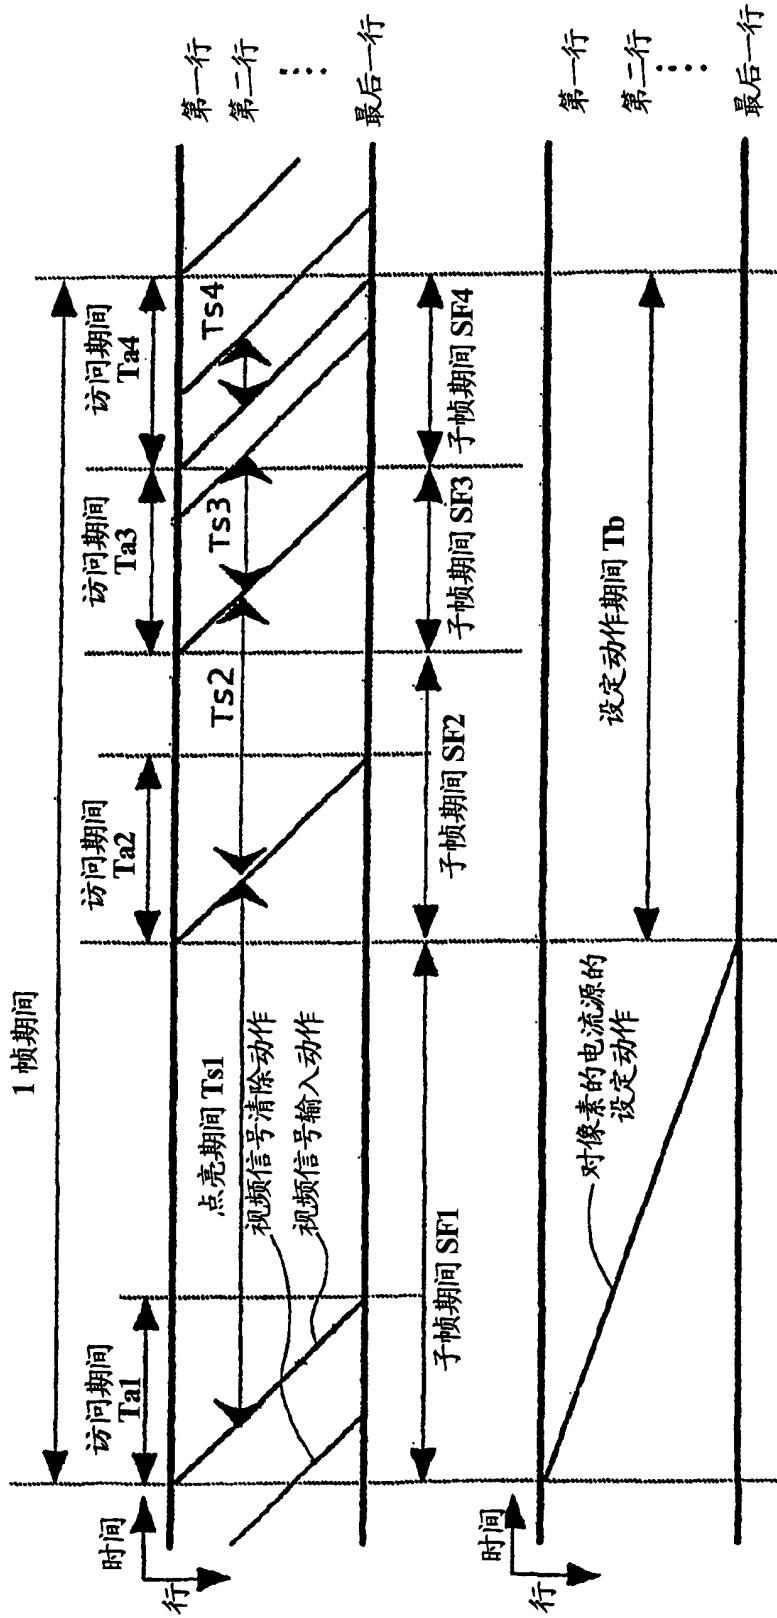 1 帧期间
访问期间
Ta1
访问期间
Ta2
访问期间
Ta3
访问期间
Ta4
时间
行
第一行
第二行
最后一行
点亮期间 Ts1
视频信号清除动作
视频信号输入动作
Ts2
Ts3
Ts4
子帧期间 SF1
子帧期间 SF2
子帧期间 SF3
子帧期间 SF4
时间
行
第一行
第二行
最后一行
对像素的电流源的
设定动作
设定动作期间 Tb